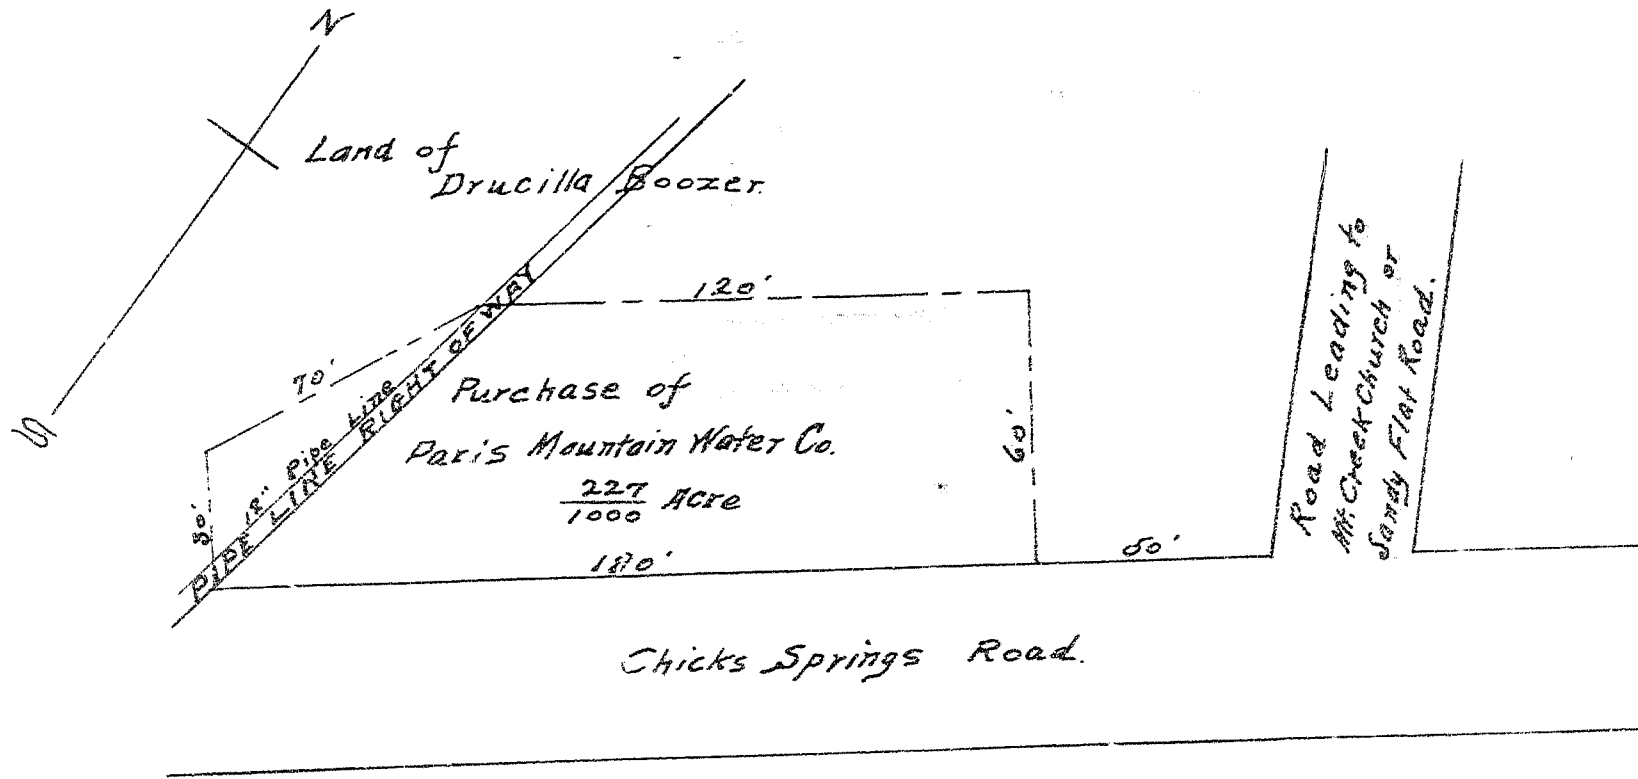 N
Land of
Drucilla Boozer.
120'
70'
18" Pipe Line
PIPE LINE RIGHT OF WAY
Purchase of
Paris Mountain Water Co.
227
1000 Acre
60'
180'
50'
Road Leading to
Mt. Creek Church or
Sandy Flat Road.
S
Chicks Springs Road.